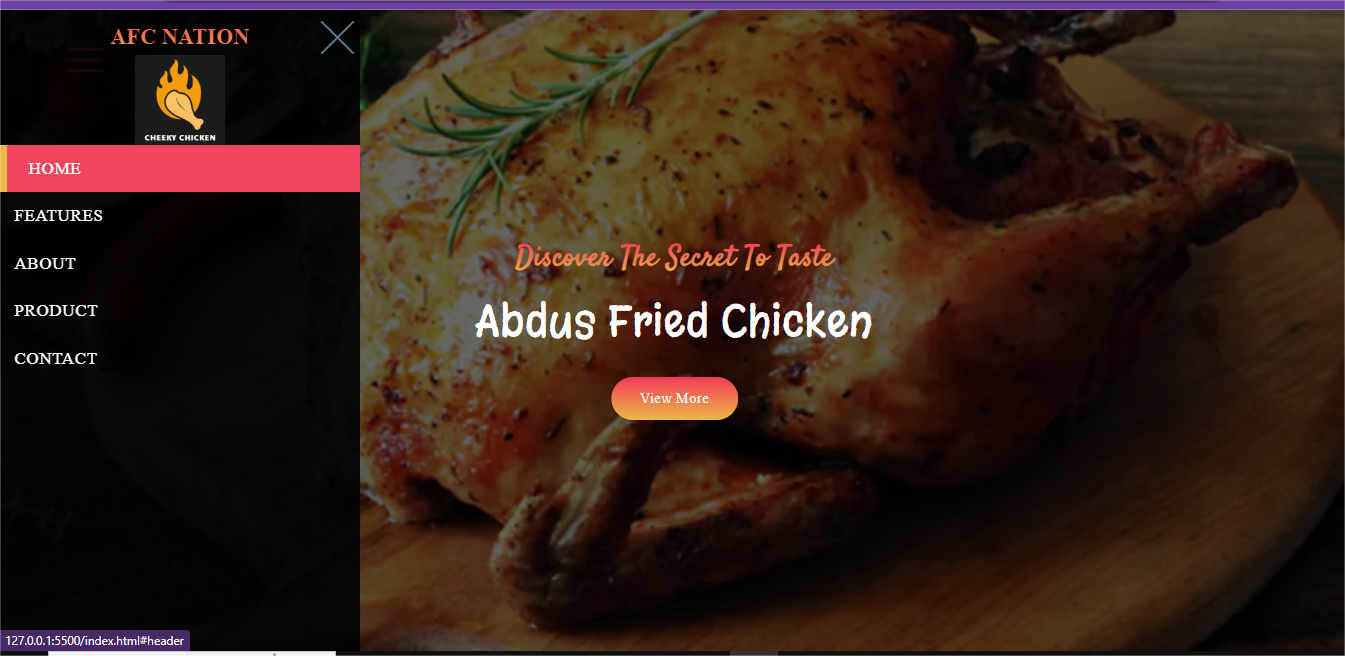 AFC NATION
CHEEKY CHICKEN
HOME
FEATURES
ABOUT
PRODUCT
CONTACT
Discover The Secret To Taste
Abdus Fried Chicken
View More
127.0.0.1:5500/index.html#header